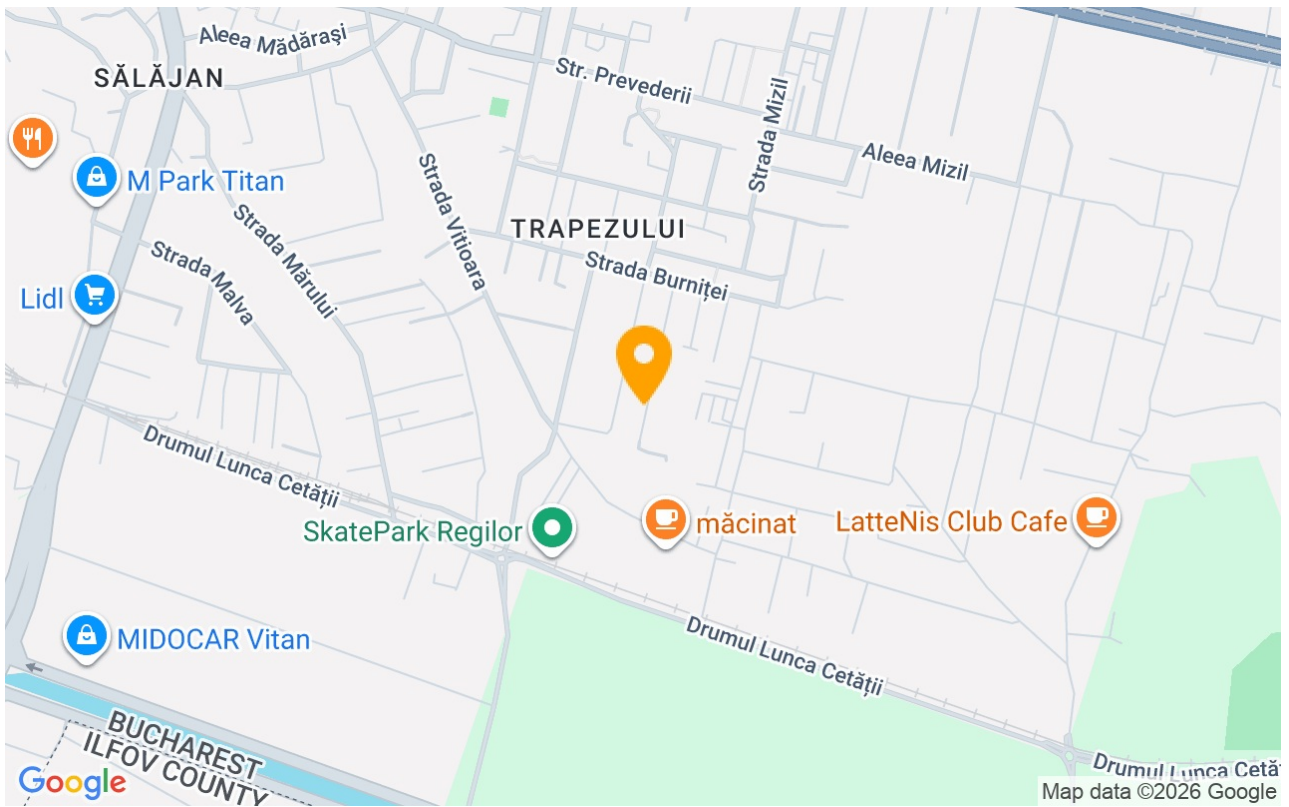 Aleea Mădărași
SĂLĂJAN
Str. Prevederii
Strada Mizil
Aleea Mizil
M Park Titan
Strada Vitioara
Strada Mărului
TRAPEZULUI
Strada Malva
Strada Burniței
Lidl
Drumul Lunca Cetății
SkatePark Regilor
măcinat
LatteNis Club Cafe
MIDOCAR Vitan
Drumul Lunca Cetății
BUCHAREST
ILFOV COUNTY
Drumul Lunca Cetă
Google
Map data ©2026 Google